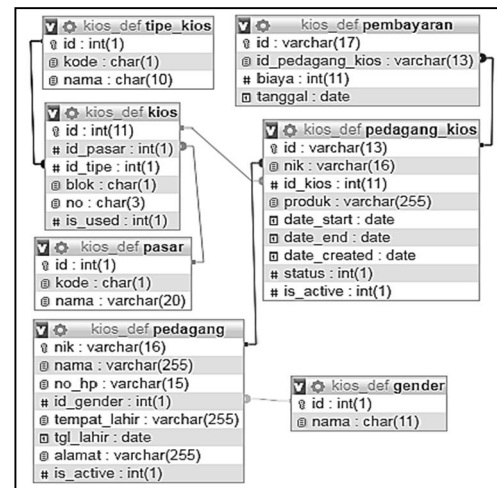 kios_def tipe_kios
id : int(1)
kode : char(1)
nama : char(10)
kios_def kios
id : int(11)
# id_pasar : int(1)
# id_tipe : int(1)
blok : char(1)
no : char(3)
# is_used : int(1)
kios_def pasar
id : int(1)
kode : char(1)
nama : varchar(20)
kios_def pedagang
nik : varchar(16)
nama : varchar(255)
no_hp : varchar(15)
# id_gender : int(1)
tempat_lahir : varchar(255)
tgl_lahir : date
alamat : varchar(255)
# is_active : int(1)
kios_def pembayaran
id : varchar(17)
id_pedagang_kios : varchar(13)
# biaya : int(11)
tanggal : date
kios_def pedagang_kios
id : varchar(13)
nik : varchar(16)
# id_kios : int(11)
produk : varchar(255)
date_start : date
date_end : date
date_created : date
# status : int(1)
# is_active : int(1)
kios_def gender
id : int(1)
nama : char(11)